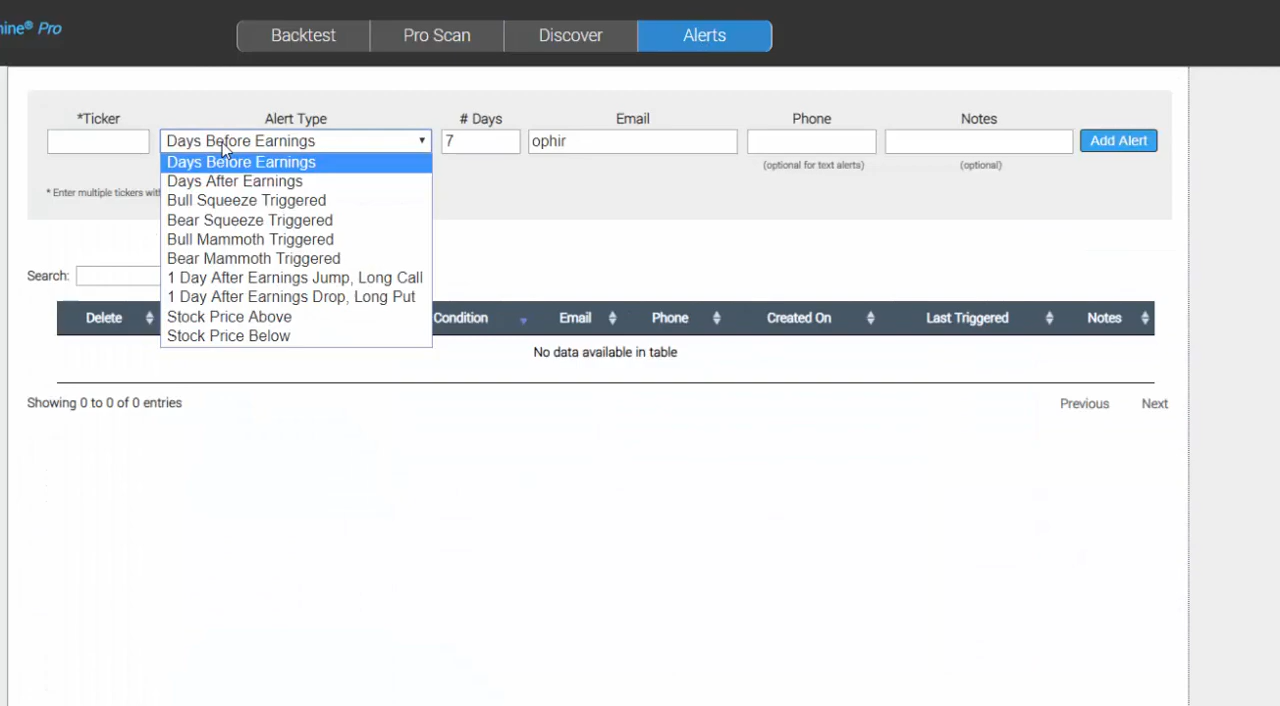 hine® Pro
Backtest Pro Scan Discover Alerts
*Ticker Alert Type # Days Email Phone Notes
Days Before Earnings 7 ophir Add Alert
(optional for text alerts) (optional)
* Enter multiple tickers wit
Days Before Earnings
Days After Earnings
Bull Squeeze Triggered
Bear Squeeze Triggered
Bull Mammoth Triggered
Bear Mammoth Triggered
1 Day After Earnings Jump, Long Call
1 Day After Earnings Drop, Long Put
Stock Price Above
Stock Price Below
Search:
Delete Condition Email Phone Created On Last Triggered Notes
No data available in table
Showing 0 to 0 of 0 entries Previous Next